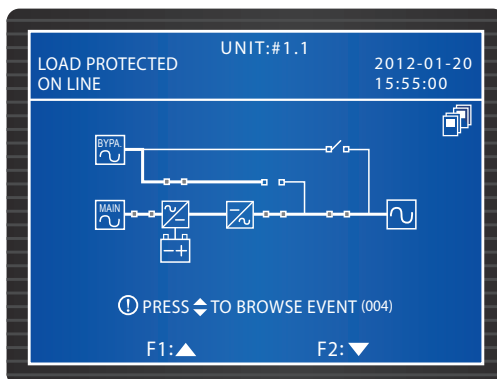 UNIT:#1.1
LOAD PROTECTED
ON LINE
2012-01-20
15:55:00
BYPA.
MAIN
PRESS TO BROWSE EVENT (004)
F1:
F2: